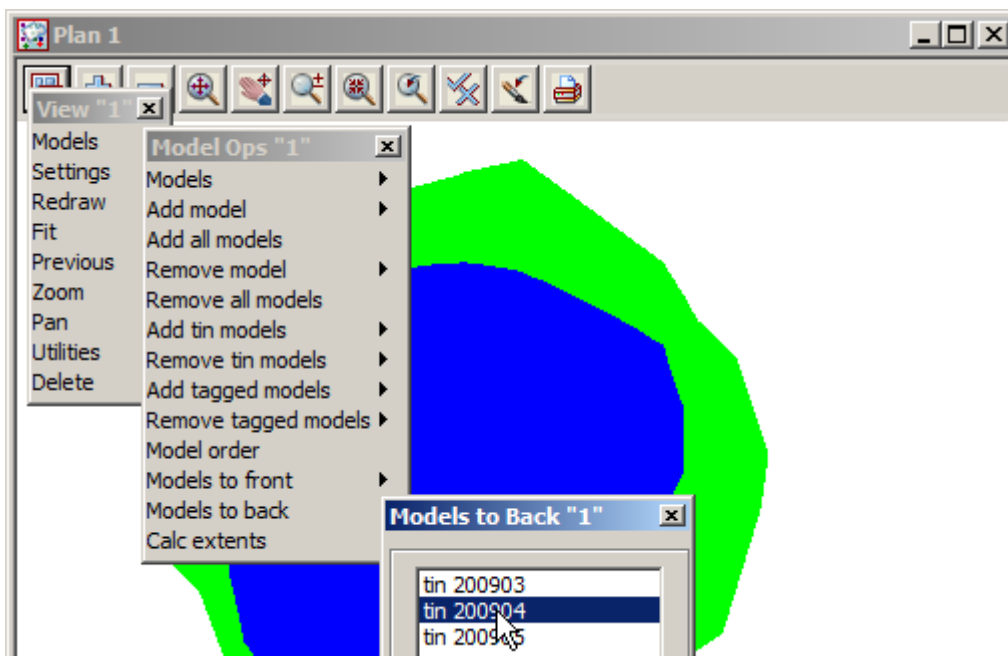 Plan 1
View "1"
Models
Settings
Redraw
Fit
Previous
Zoom
Pan
Utilities
Delete
Model Ops "1"
Models
Add model
Add all models
Remove model
Remove all models
Add tin models
Remove tin models
Add tagged models
Remove tagged models
Model order
Models to front
Models to back
Calc extents
Models to Back "1"
tin 200903
tin 200904
tin 200905